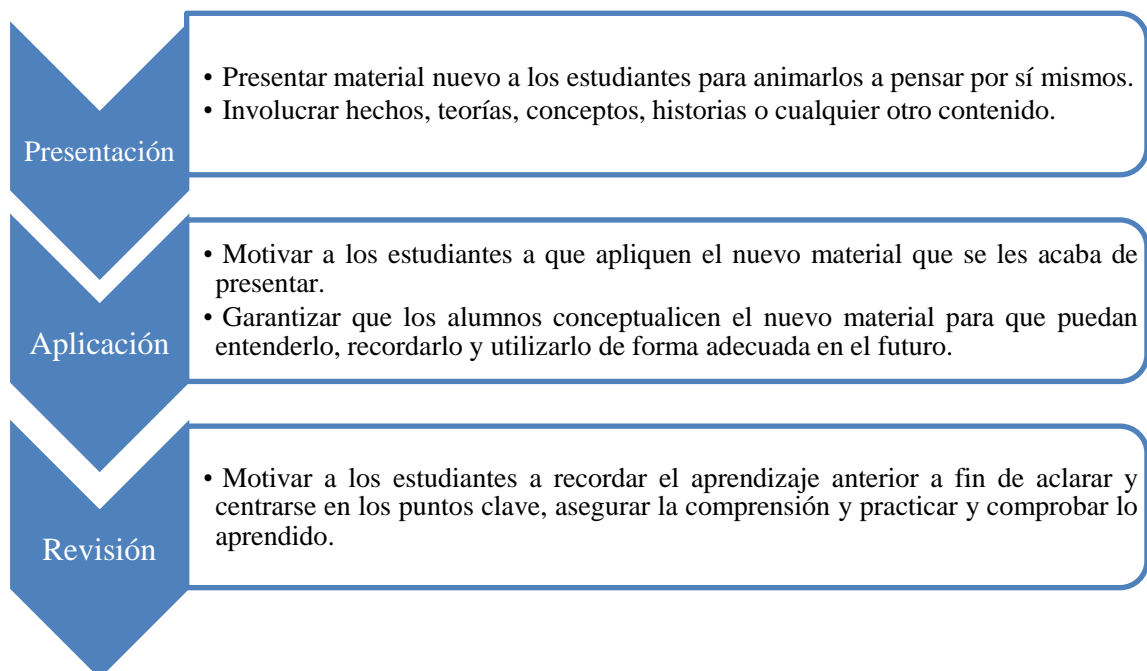 Presentación
• Presentar material nuevo a los estudiantes para animarlos a pensar por sí mismos.
• Involucrar hechos, teorías, conceptos, historias o cualquier otro contenido.
Aplicación
• Motivar a los estudiantes a que apliquen el nuevo material que se les acaba de
presentar.
• Garantizar que los alumnos conceptualicen el nuevo material para que puedan
entenderlo, recordarlo y utilizarlo de forma adecuada en el futuro.
Revisión
• Motivar a los estudiantes a recordar el aprendizaje anterior a fin de aclarar y
centrarse en los puntos clave, asegurar la comprensión y practicar y comprobar lo
aprendido.